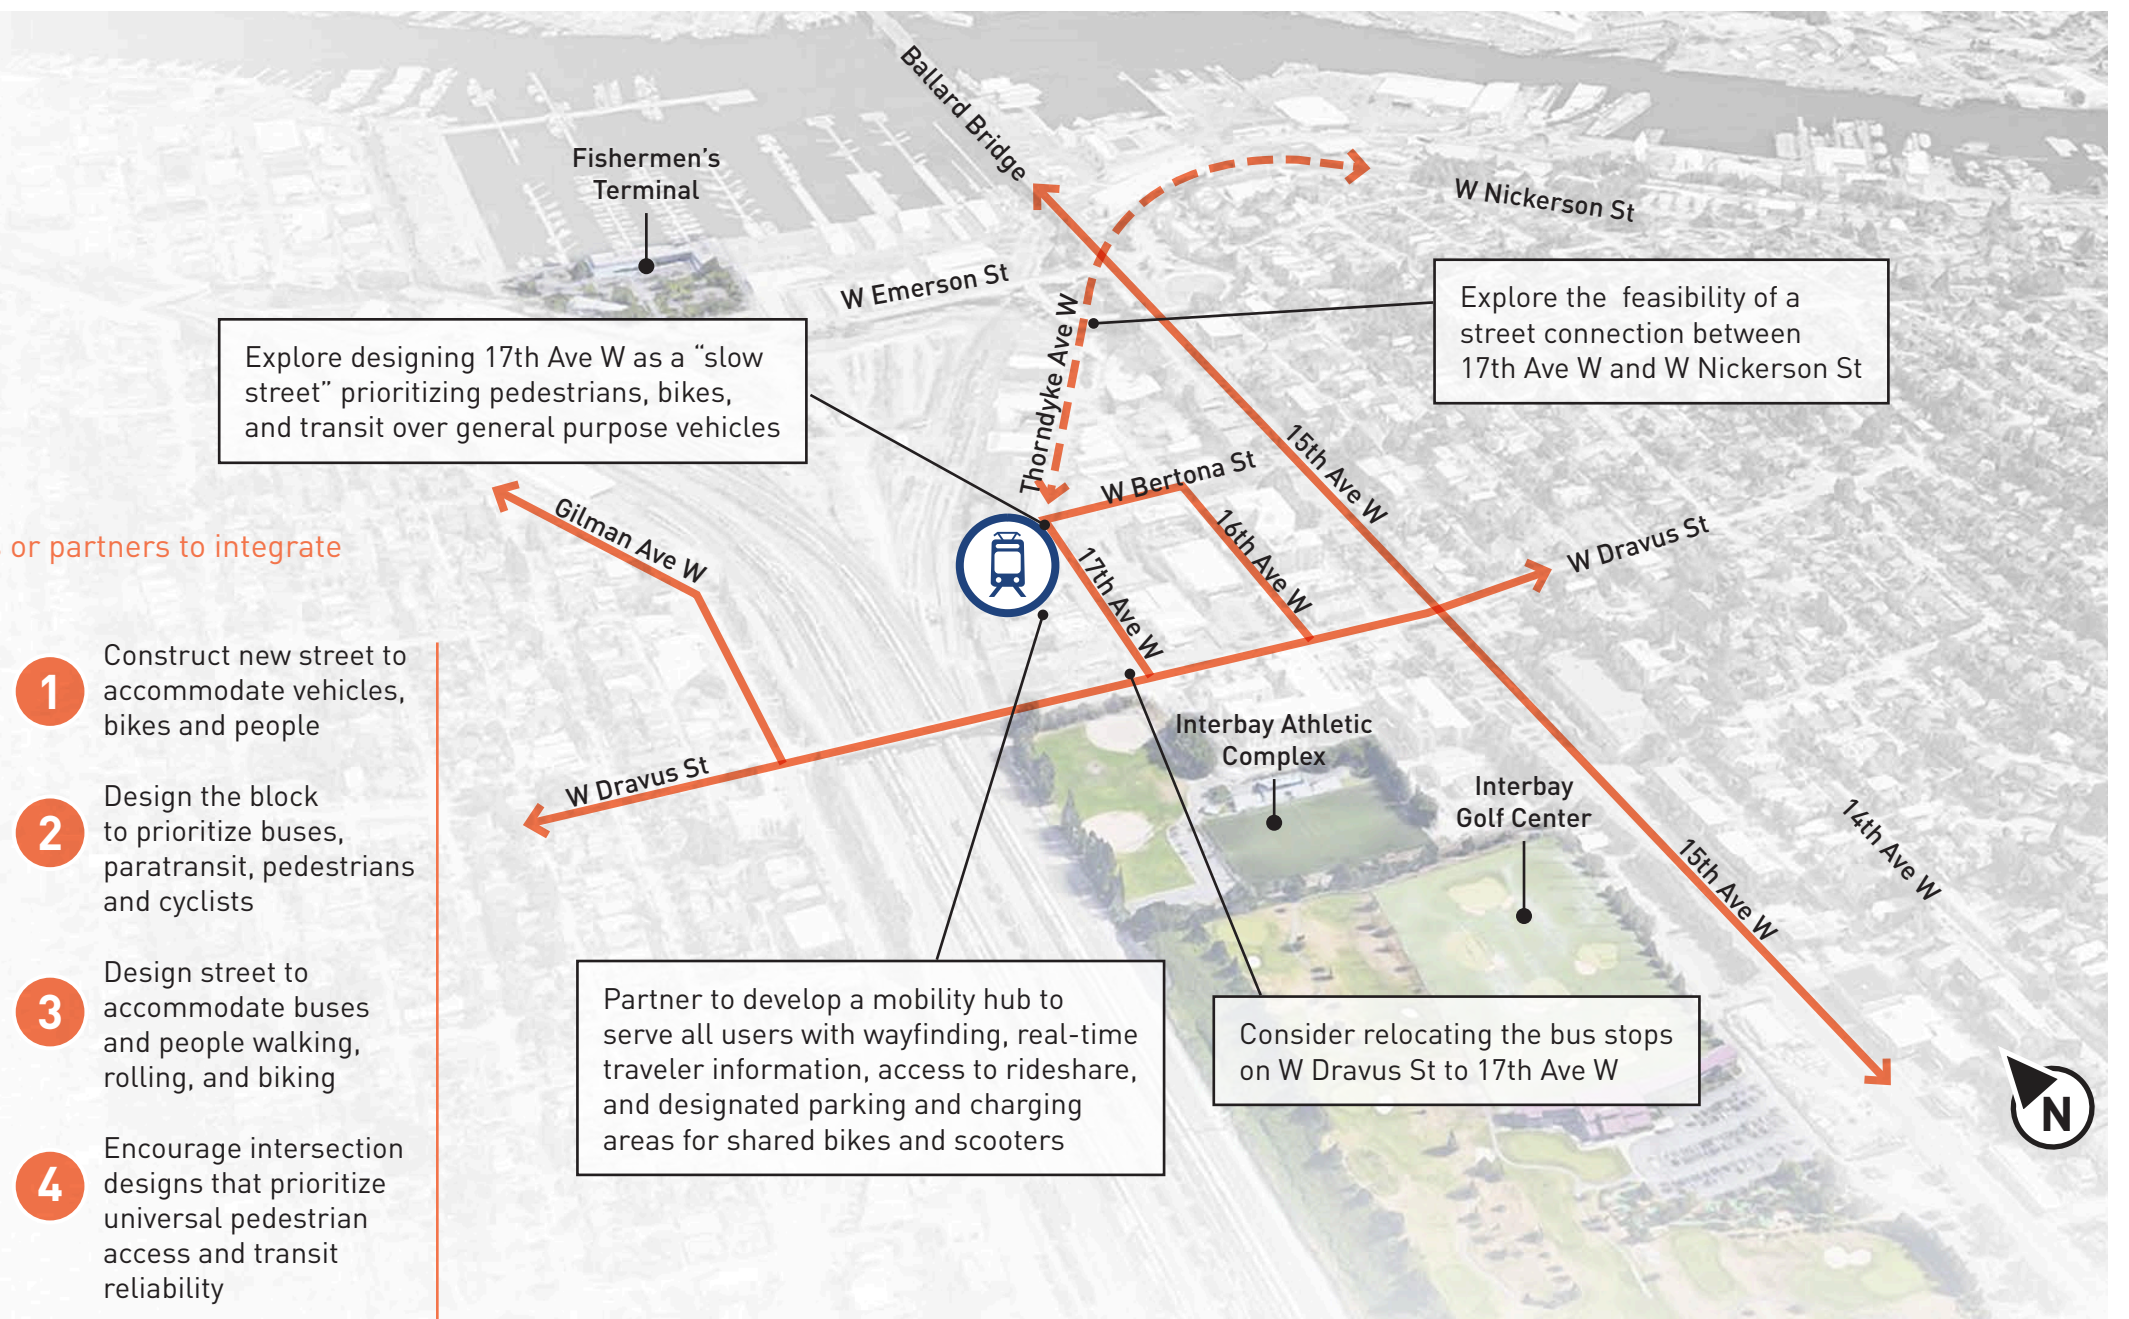 Ballard Bridge
Fishermen's
Terminal
W Nickerson St
W Emerson St
Thorndyke Ave W
Explore the feasibility of a
street connection between
17th Ave W and W Nickerson St
Explore designing 17th Ave W as a “slow
street” prioritizing pedestrians, bikes,
and transit over general purpose vehicles
15th Ave W
W Bertona St
Gilman Ave W
16th Ave W
17th Ave W
W Dravus St
or partners to integrate
1
Construct new street to
accommodate vehicles,
bikes and people
2
Design the block
to prioritize buses,
paratransit, pedestrians
and cyclists
3
Design street to
accommodate buses
and people walking,
rolling, and biking
4
Encourage intersection
designs that prioritize
universal pedestrian
access and transit
reliability
W Dravus St
Interbay Athletic
Complex
Interbay
Golf Center
14th Ave W
15th Ave W
Partner to develop a mobility hub to
serve all users with wayfinding, real-time
traveler information, access to rideshare,
and designated parking and charging
areas for shared bikes and scooters
Consider relocating the bus stops
on W Dravus St to 17th Ave W
N